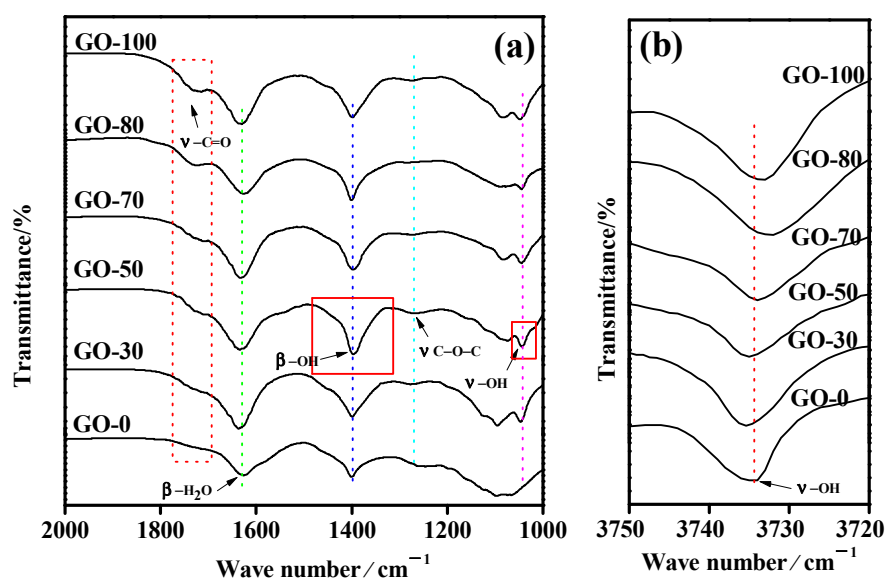 (a)
GO-100
GO-80
GO-70
GO-50
GO-30
GO-0
ν –C=O
β–OH
ν C–O–C
ν –OH
β–H₂O
Transmittance/%
2000 1800 1600 1400 1200 1000
Wave number / cm⁻¹
(b)
GO-100
GO-80
GO-70
GO-50
GO-30
GO-0
ν –OH
Transmittance/%
3750 3740 3730 3720
Wave number / cm⁻¹